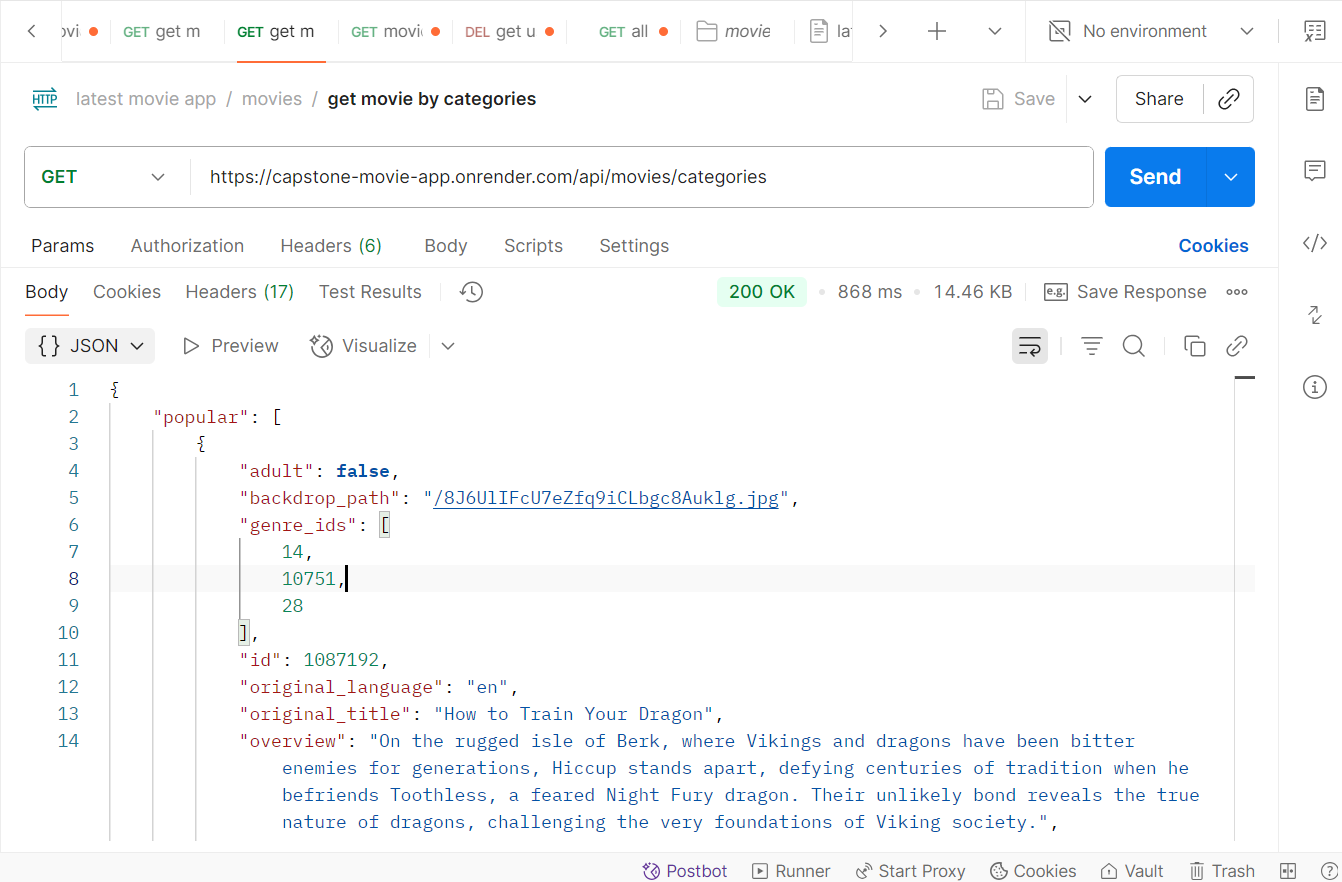 ovi GET get m GET get m GET movi DEL get u GET all movie la No environment
HTTP latest movie app / movies / get movie by categories Save Share
GET https://capstone-movie-app.onrender.com/api/movies/categories Send
Params Authorization Headers (6) Body Scripts Settings Cookies
Body Cookies Headers (17) Test Results 200 OK 868 ms 14.46 KB e.g. Save Response
{} JSON Preview Visualize
1 {
2 "popular": [
3 {
4 "adult": false,
5 "backdrop_path": "/8J6UlIFcU7eZfq9iCLbgc8Auklg.jpg",
6 "genre_ids": [
7 14,
8 10751,
9 28
10 ],
11 "id": 1087192,
12 "original_language": "en",
13 "original_title": "How to Train Your Dragon",
14 "overview": "On the rugged isle of Berk, where Vikings and dragons have been bitter
enemies for generations, Hiccup stands apart, defying centuries of tradition when he
befriends Toothless, a feared Night Fury dragon. Their unlikely bond reveals the true
nature of dragons, challenging the very foundations of Viking society.",
Postbot Runner Start Proxy Cookies Vault Trash